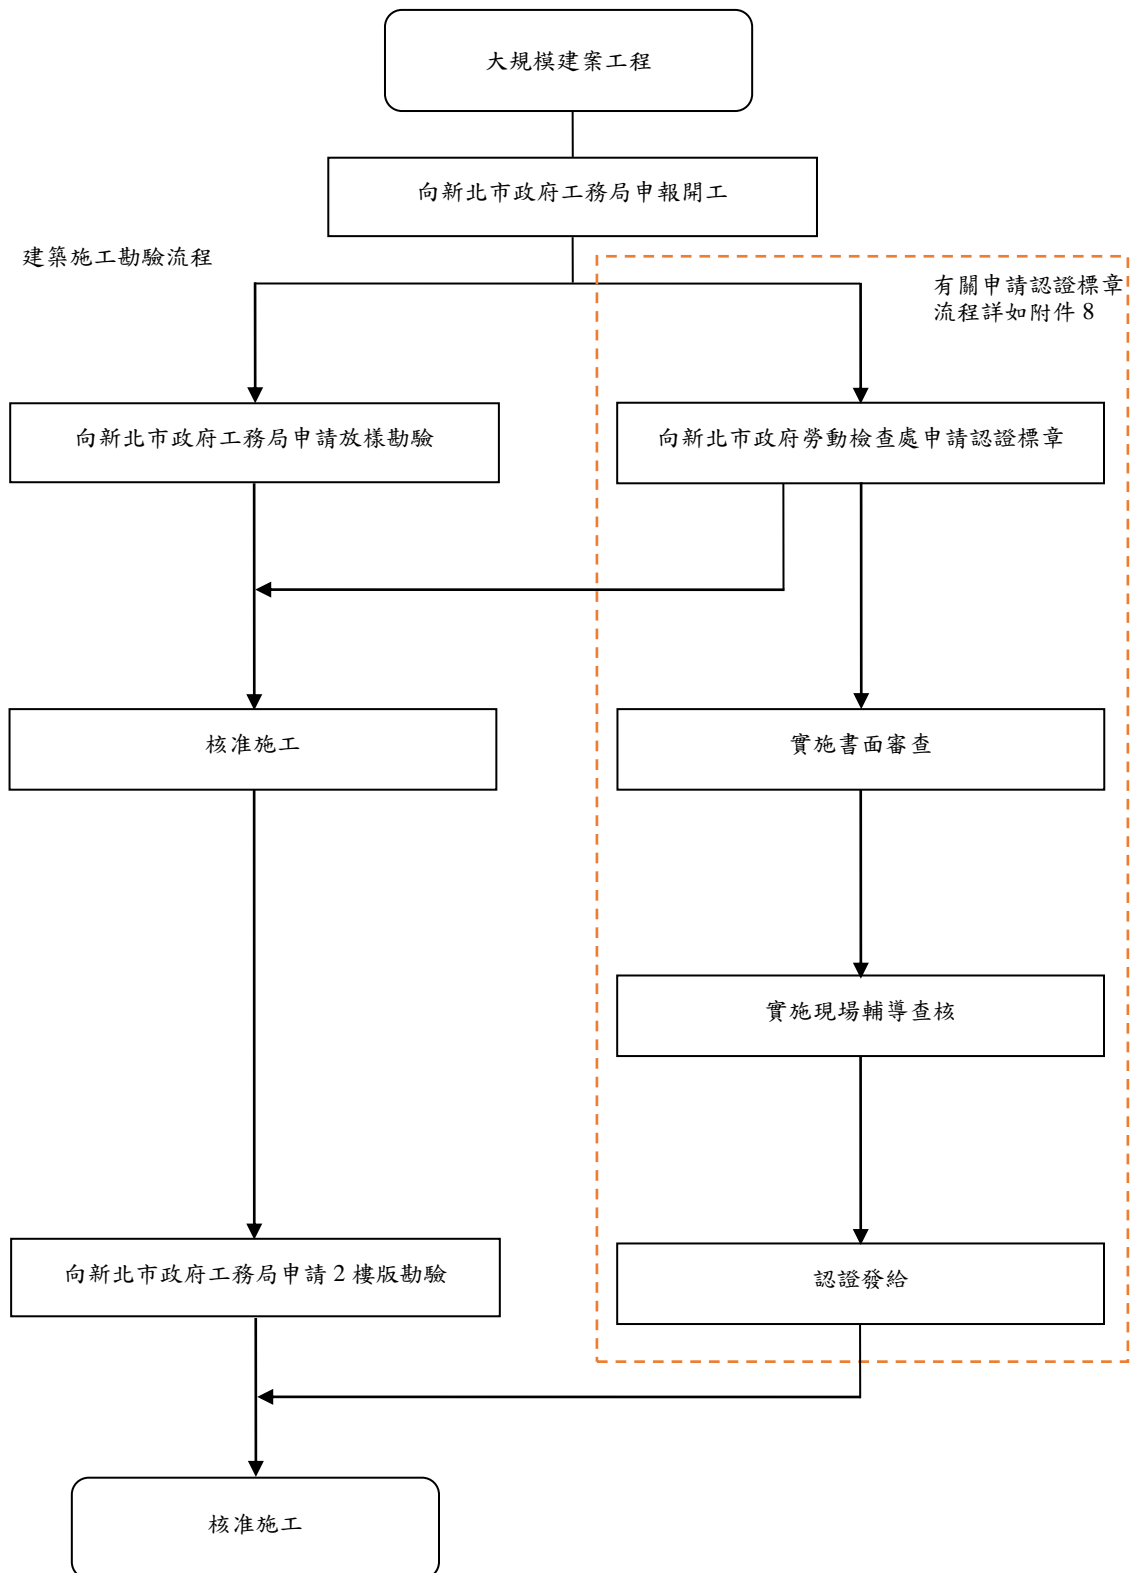 大規模建案工程
向新北市政府工務局申報開工
建築施工勘驗流程
有關申請認證標章
流程詳如附件 8
向新北市政府工務局申請放樣勘驗
向新北市政府勞動檢查處申請認證標章
核准施工
實施書面審查
實施現場輔導查核
向新北市政府工務局申請 2 樓版勘驗
認證發給
核准施工